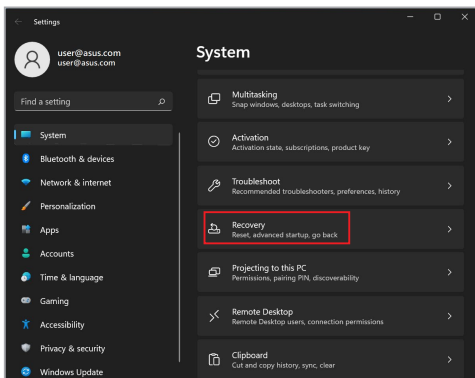 Settings
user@asus.com
user@asus.com
Find a setting
System
Bluetooth & devices
Network & internet
Personalization
Apps
Accounts
Time & language
Gaming
Accessibility
Privacy & security
Windows Update
System
Multitasking
Snap windows, desktops, task switching
Activation
Activation state, subscriptions, product key
Troubleshoot
Recommended troubleshooters, preferences, history
Recovery
Reset, advanced startup, go back
Projecting to this PC
Permissions, pairing PIN, discoverability
Remote Desktop
Remote Desktop users, connection permissions
Clipboard
Cut and copy history, sync, clear